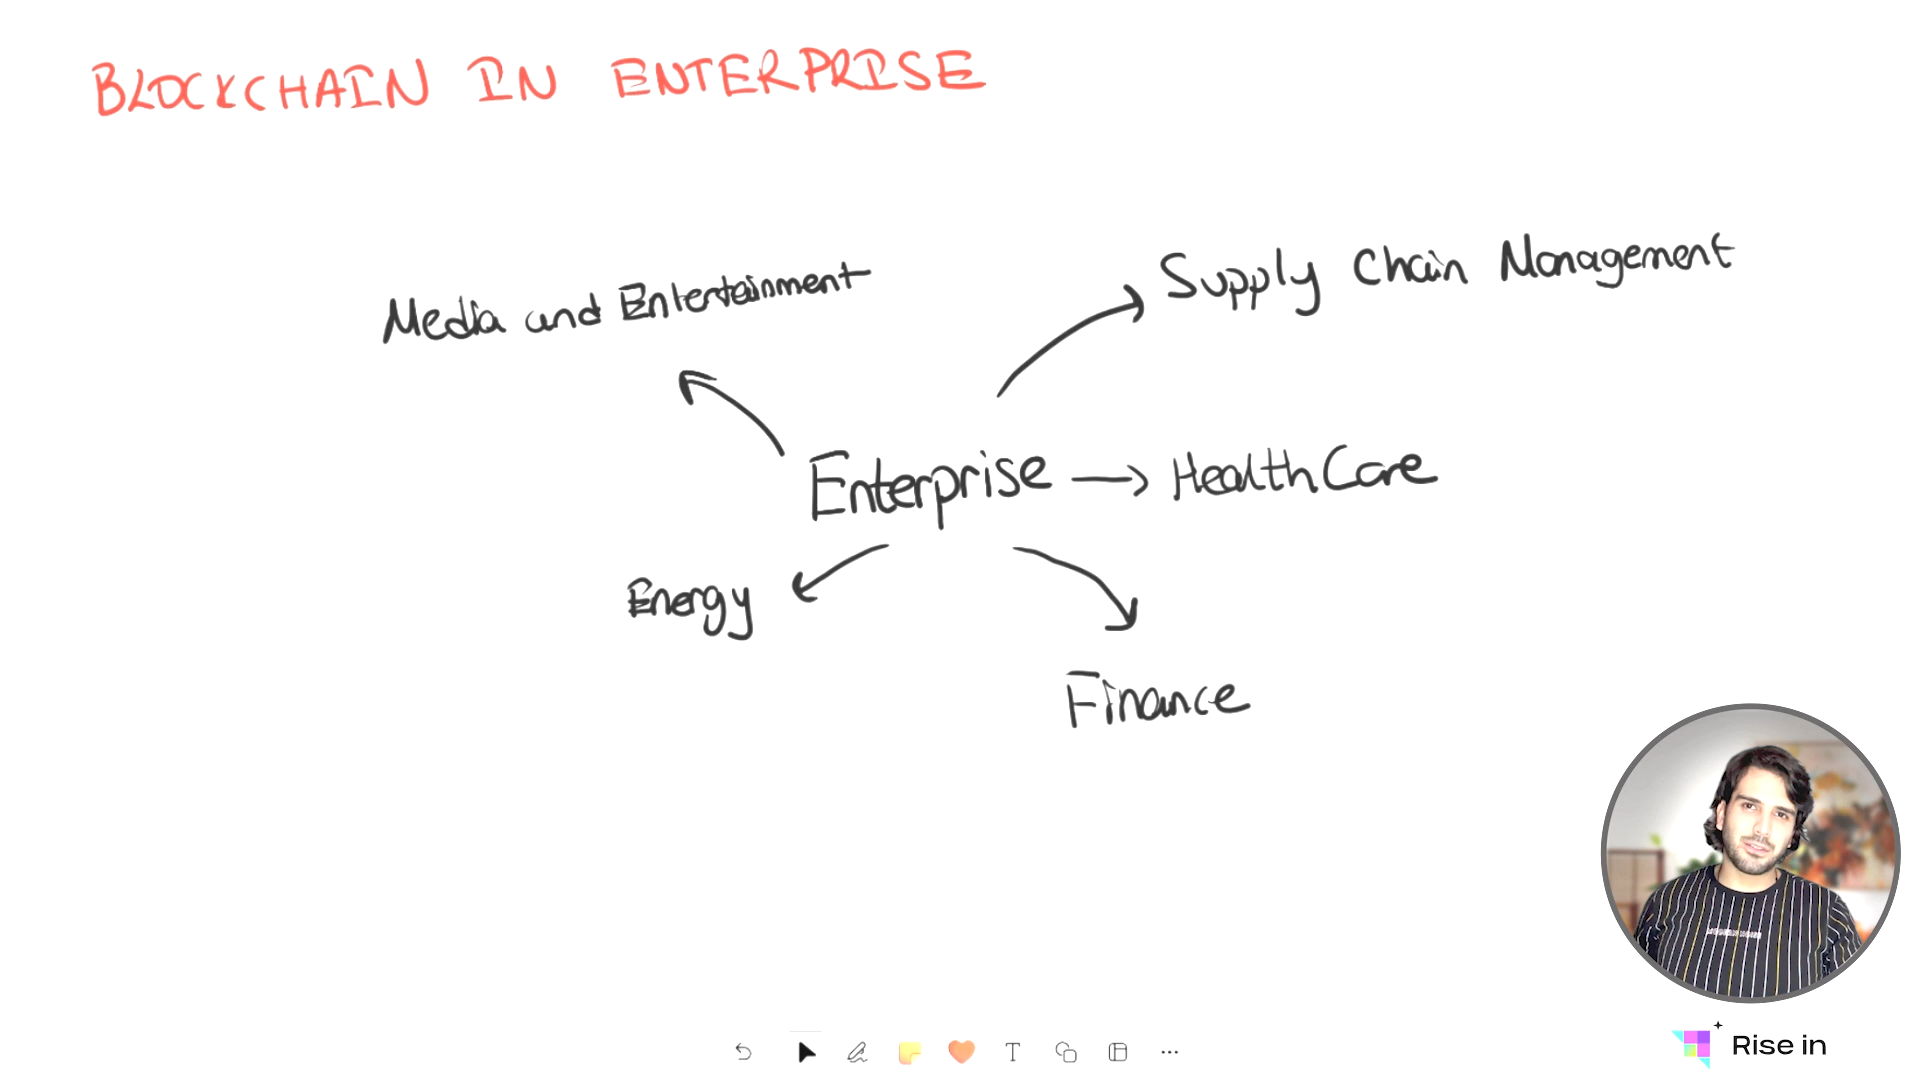 BLOCKCHAIN IN ENTERPRISE
Media and Entertainment
Supply Chain Management
Enterprise
HealthCare
Energy
Finance
T
Rise in